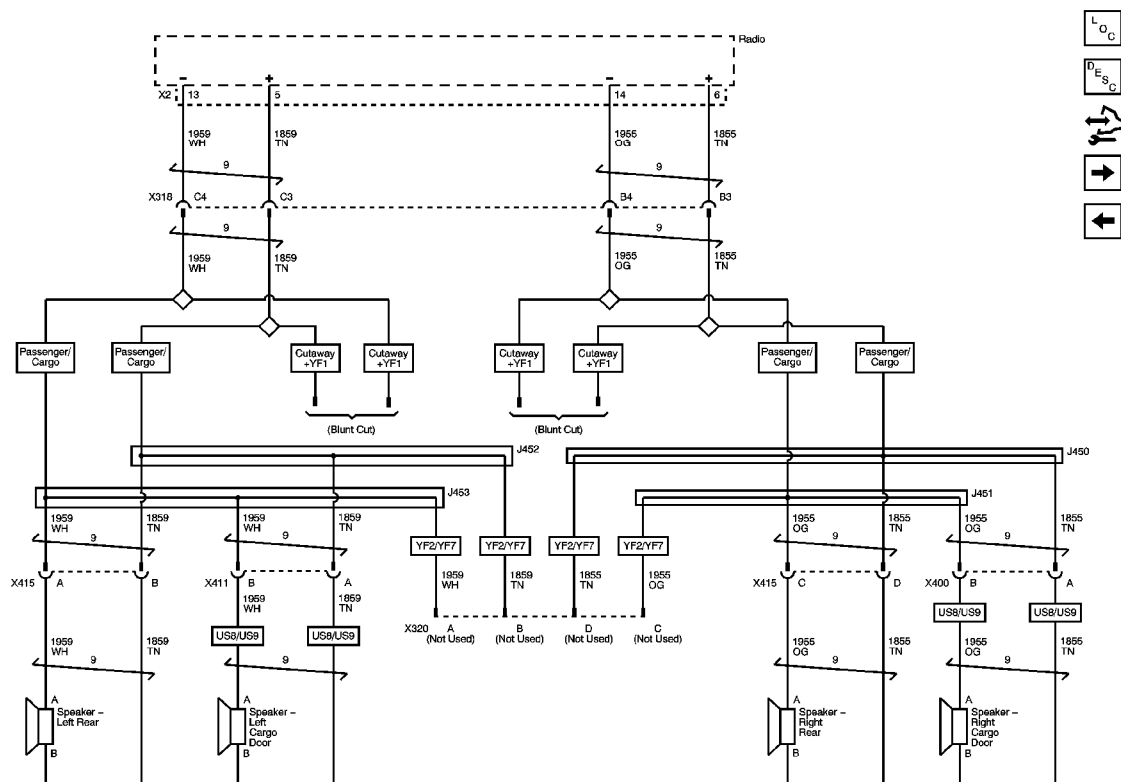 Radio
L O C
D E S C
− + − +
X2 13 5 14 6
1959 WH
1859 TN
1955 OG
1855 TN
9 9
X318 C4 C3 B4 B3
9 9
1959 WH
1859 TN
1955 OG
1855 TN
Passenger/ Cargo
Passenger/ Cargo
Cutaway +YF1
Cutaway +YF1
Cutaway +YF1
Cutaway +YF1
Passenger/ Cargo
Passenger/ Cargo
(Blunt Cut)
(Blunt Cut)
J452
J450
J453
J451
1959 WH
1859 TN
1959 WH
1859 TN
1955 OG
1855 TN
1955 OG
1855 TN
9 9 9 9
YF2/YF7
YF2/YF7
YF2/YF7
YF2/YF7
X415 A B
X411 B A
1959 WH
1859 TN
1959 WH
1859 TN
1855 TN
1955 OG
X415 C D
X400 B A
US8/US9
US8/US9
US8/US9
US8/US9
X320 A (Not Used)
B (Not Used)
D (Not Used)
C (Not Used)
1959 WH
1859 TN
1955 OG
1855 TN
1955 OG
1855 TN
9 9 9 9
A
Speaker – Left Rear
B
A
Speaker – Left Cargo Door
B
A
Speaker – Right Rear
B
A
Speaker – Right Cargo Door
B